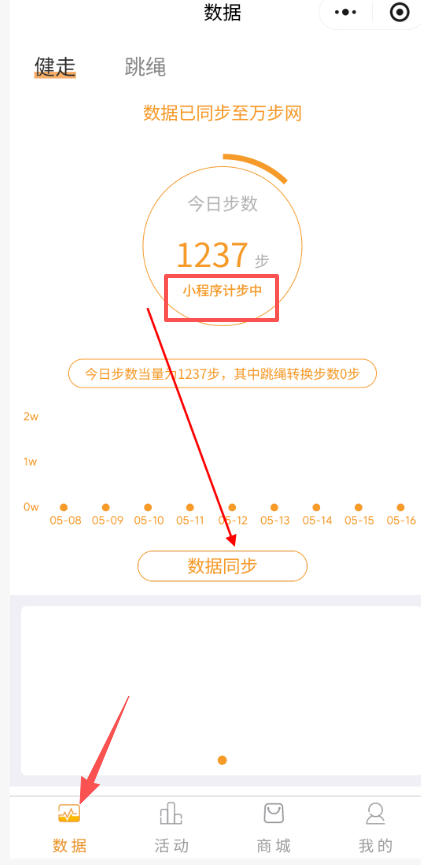 数据
健走 跳绳
数据已同步至万步网
今日步数
1237 步
小程序计步中
今日步数当量为1237步，其中跳绳转换步数0步
2w
1w
0w
05-08 05-09 05-10 05-11 05-12 05-13 05-14 05-15 05-16
数据同步
数据 活动 商城 我的